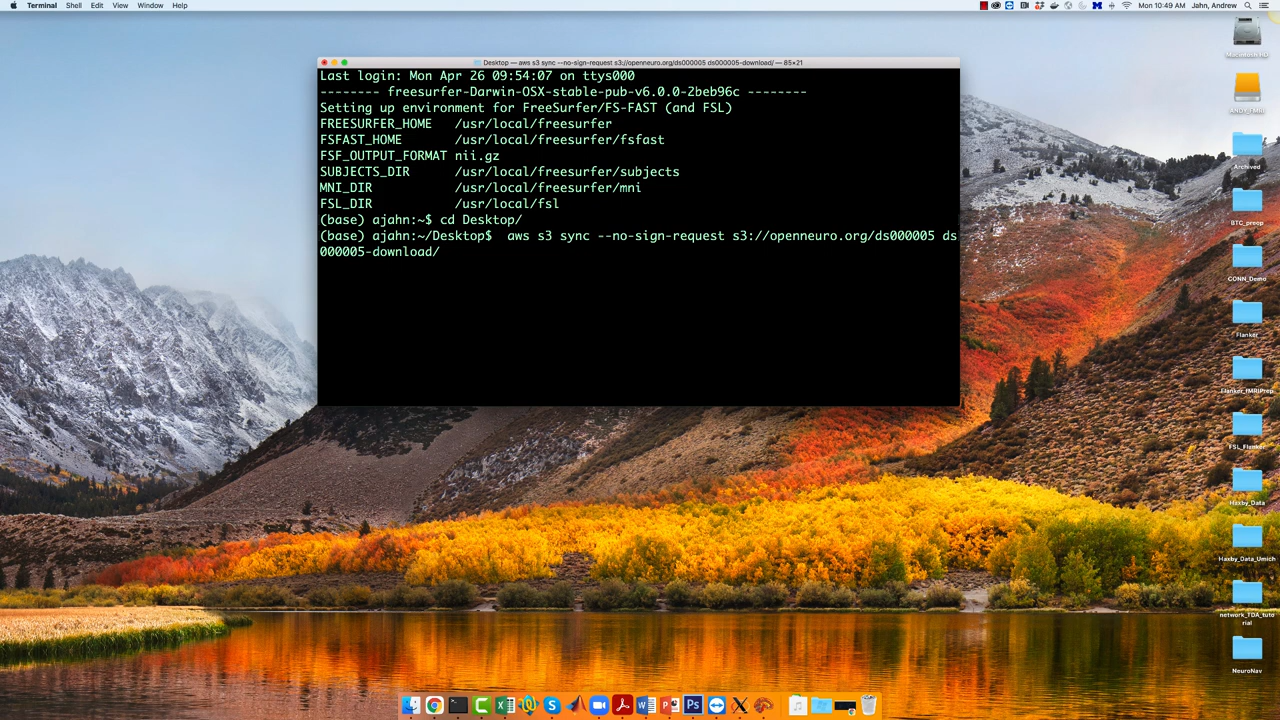 Terminal Shell Edit View Window Help Mon 10:49 AM Jahn, Andrew
Desktop — aws s3 sync --no-sign-request s3://openneuro.org/ds000005 ds000005-download/ — 85×21
Last login: Mon Apr 26 09:54:07 on ttys000
-------- freesurfer-Darwin-OSX-stable-pub-v6.0.0-2beb96c --------
Setting up environment for FreeSurfer/FS-FAST (and FSL)
FREESURFER_HOME /usr/local/freesurfer
FSFAST_HOME /usr/local/freesurfer/fsfast
FSF_OUTPUT_FORMAT nii.gz
SUBJECTS_DIR /usr/local/freesurfer/subjects
MNI_DIR /usr/local/freesurfer/mni
FSL_DIR /usr/local/fsl
(base) ajahn:~$ cd Desktop/
(base) ajahn:~/Desktop$ aws s3 sync --no-sign-request s3://openneuro.org/ds000005 ds
000005-download/
Macintosh HD
Archived
BTC_preop
CONN_Demo
Flanker
Flanker_fMRIPrep
FSL_Flanker
Haxby_Data
Haxby_Data_Umich
network_TDA_tuto
rial
NeuroNav